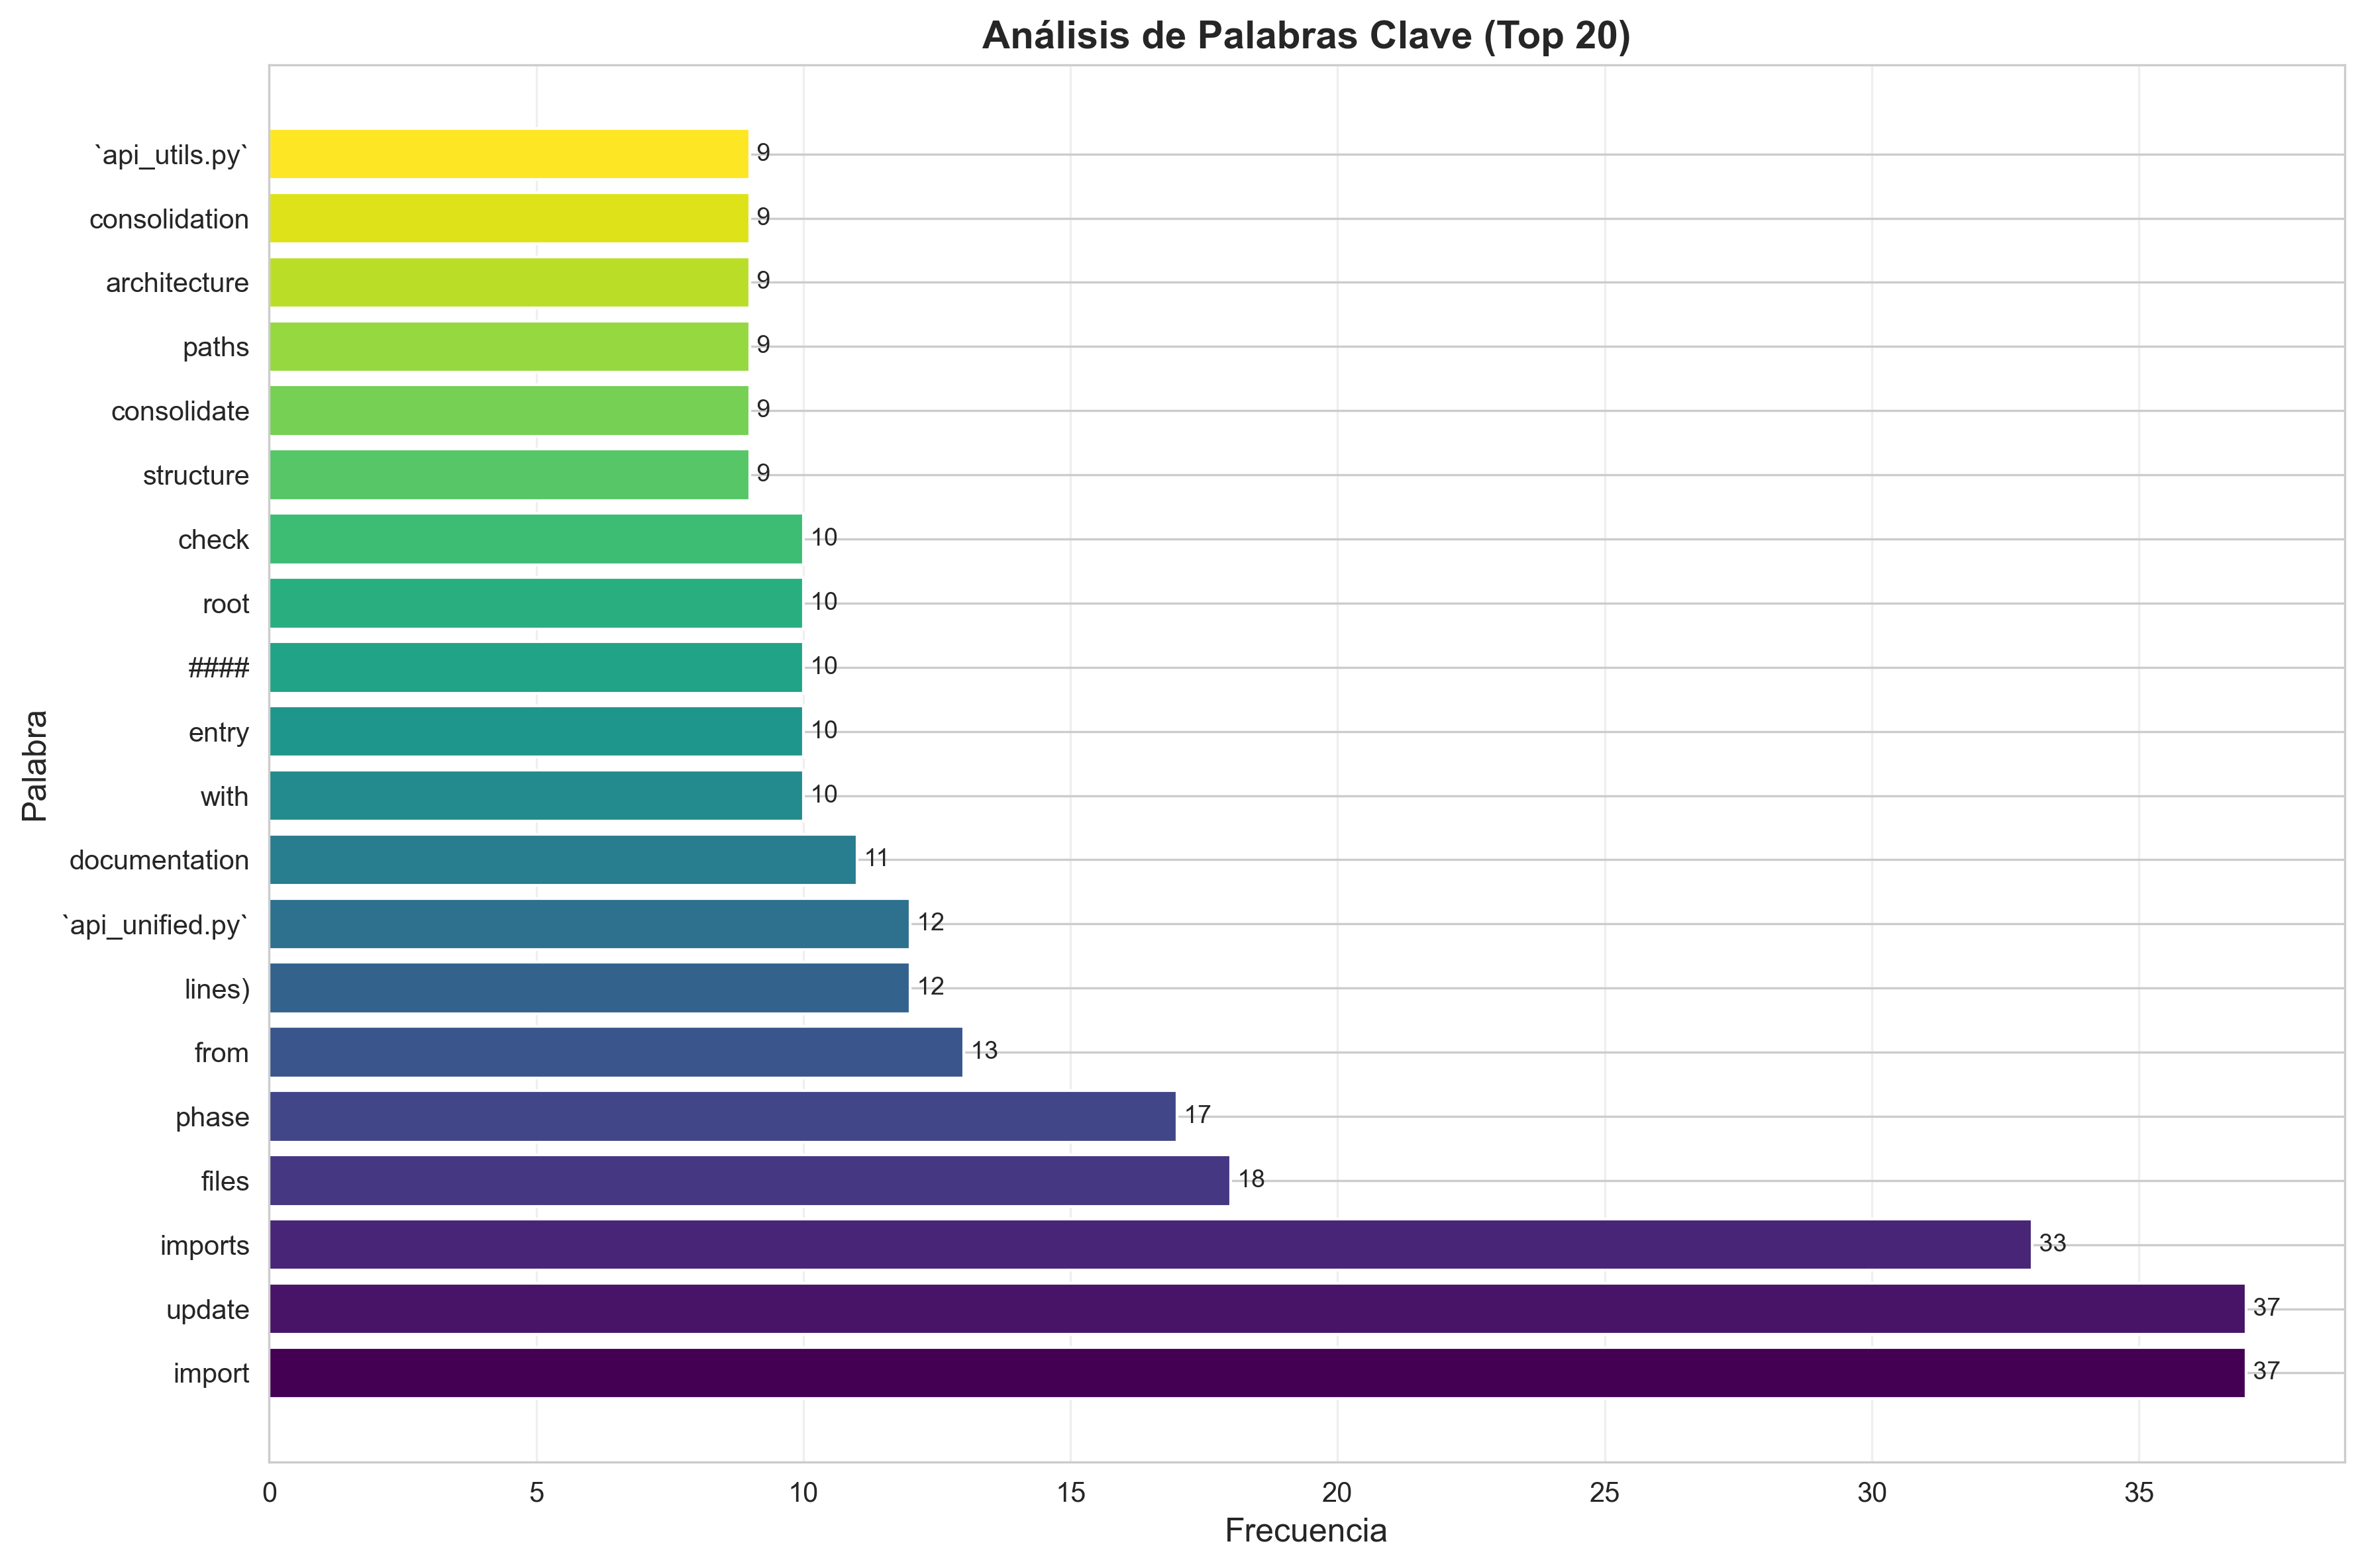 Análisis de Palabras Clave (Top 20)
`api_utils.py` 9
consolidation 9
architecture 9
paths 9
consolidate 9
structure 9
check 10
root 10
#### 10
entry 10
with 10
documentation 11
`api_unified.py` 12
lines) 12
from 13
phase 17
files 18
imports 33
update 37
import 37
Palabra
0 5 10 15 20 25 30 35
Frecuencia